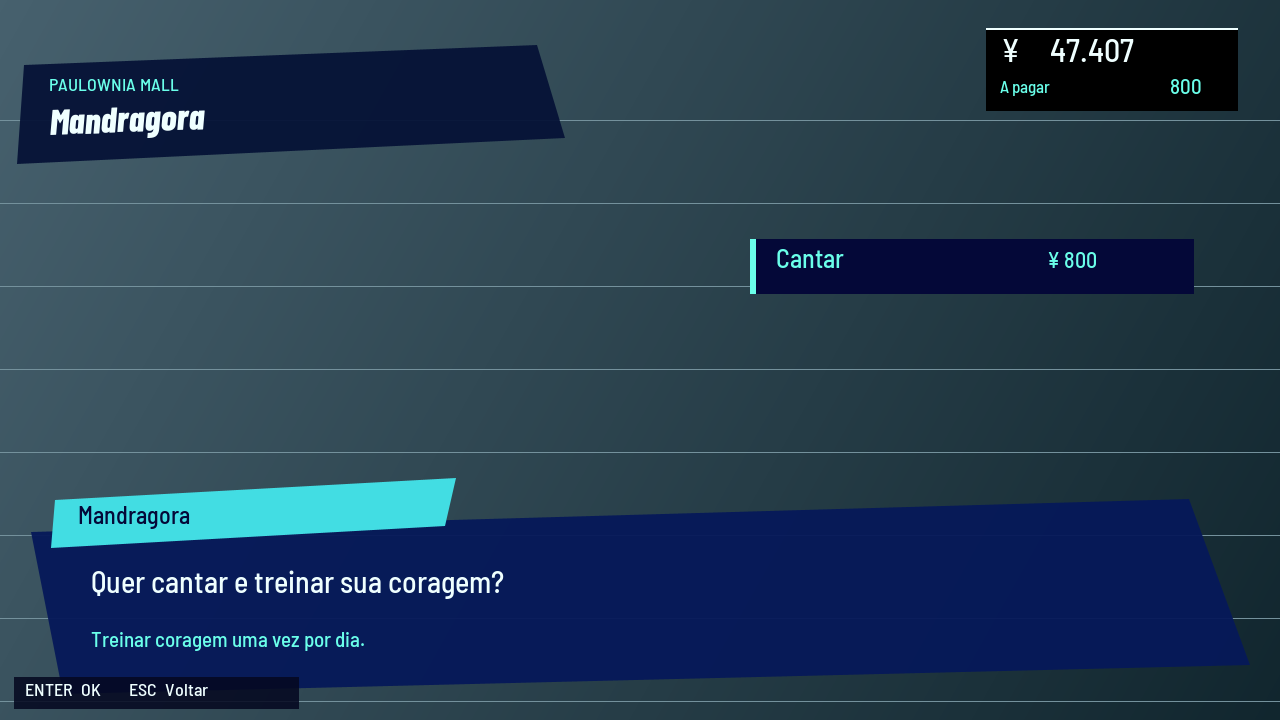 PAULOWNIA MALL
Mandragora
¥ 47.407
A pagar 800
Cantar ¥ 800
Mandragora
Quer cantar e treinar sua coragem?
Treinar coragem uma vez por dia.
ENTER OK ESC Voltar